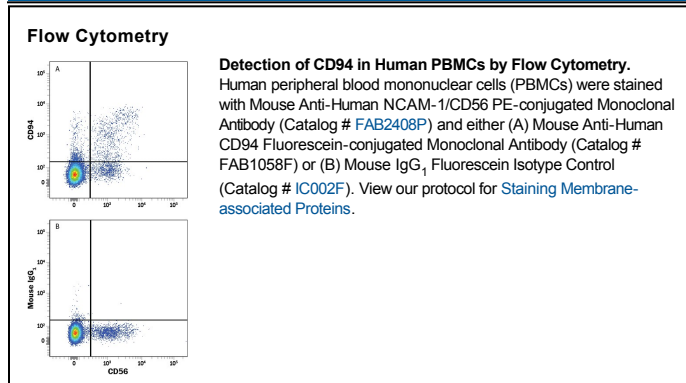 Flow Cytometry
Detection of CD94 in Human PBMCs by Flow Cytometry.
Human peripheral blood mononuclear cells (PBMCs) were stained
with Mouse Anti-Human NCAM-1/CD56 PE-conjugated Monoclonal
Antibody (Catalog # FAB2408P) and either (A) Mouse Anti-Human
CD94 Fluorescein-conjugated Monoclonal Antibody (Catalog #
FAB1058F) or (B) Mouse IgG1 Fluorescein Isotype Control
(Catalog # IC002F). View our protocol for Staining Membrane-
associated Proteins.
A
CD94
0
B
Mouse IgG1
0
0
CD56